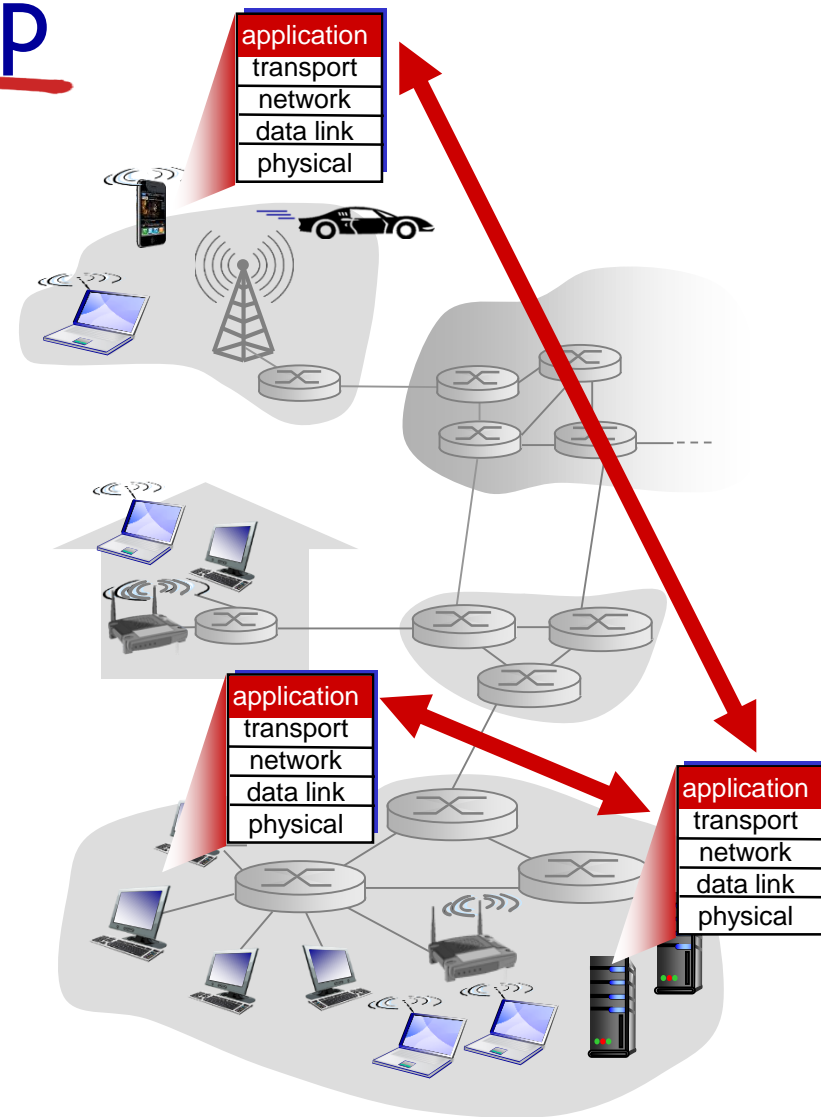 p
application
transport
network
data link
physical
application
transport
network
data link
physical
application
transport
network
data link
physical